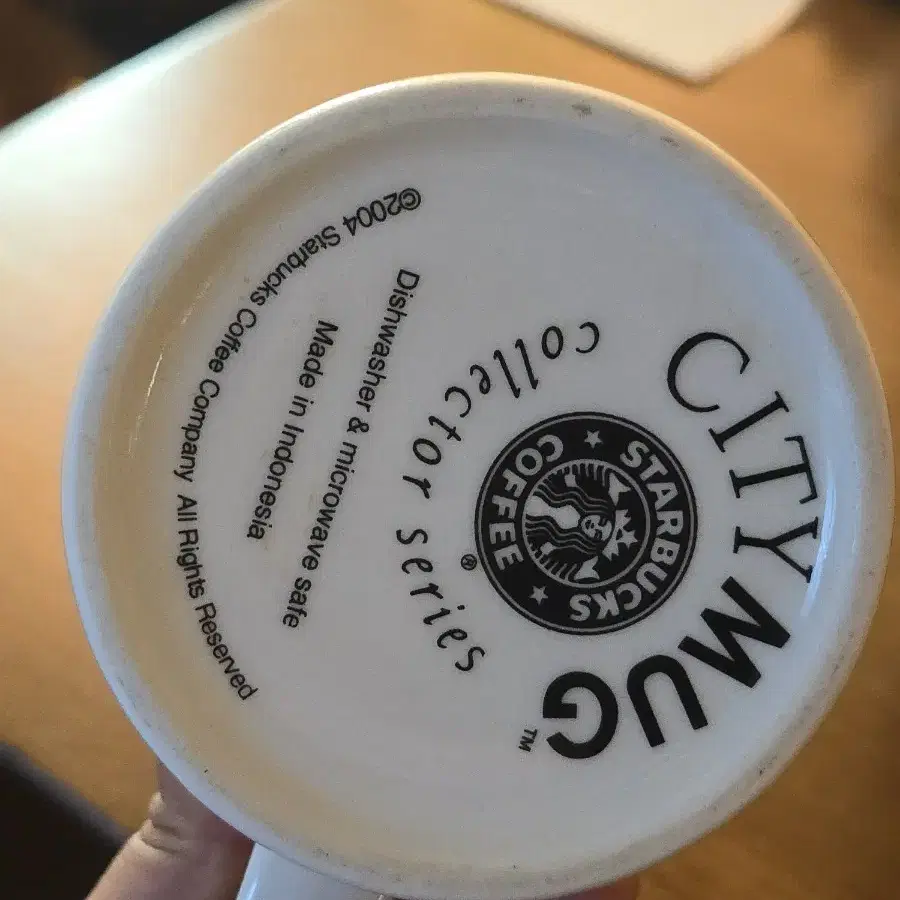 CITY MUG™
STARBUCKS
COFFEE
®
Collector series
Dishwasher & microwave safe
Made in Indonesia
©2004 Starbucks Coffee Company All Rights Reserved